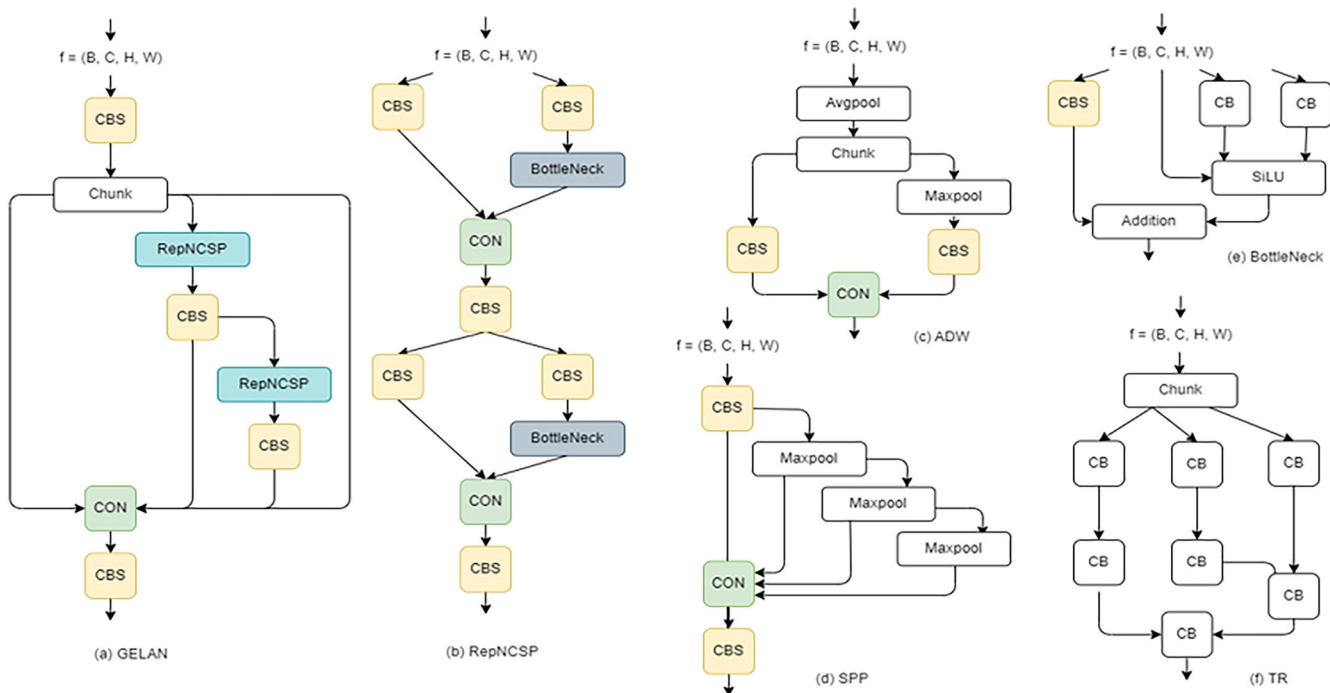 f = (B, C, H, W)
CBS
Chunk
RepNCSP
CBS
RepNCSP
CBS
CON
CBS
(a) GELAN
f = (B, C, H, W)
CBS
CBS
BottleNeck
CON
CBS
CBS
CBS
BottleNeck
CON
CBS
(b) RepNCSP
f = (B, C, H, W)
Avgpool
Chunk
Maxpool
CBS
CBS
CON
(c) ADW
f = (B, C, H, W)
CBS
Maxpool
Maxpool
Maxpool
CON
CBS
(d) SPP
f = (B, C, H, W)
CBS
CB
CB
SiLU
Addition
(e) BottleNeck
f = (B, C, H, W)
Chunk
CB
CB
CB
CB
CB
CB
CB
(f) TR